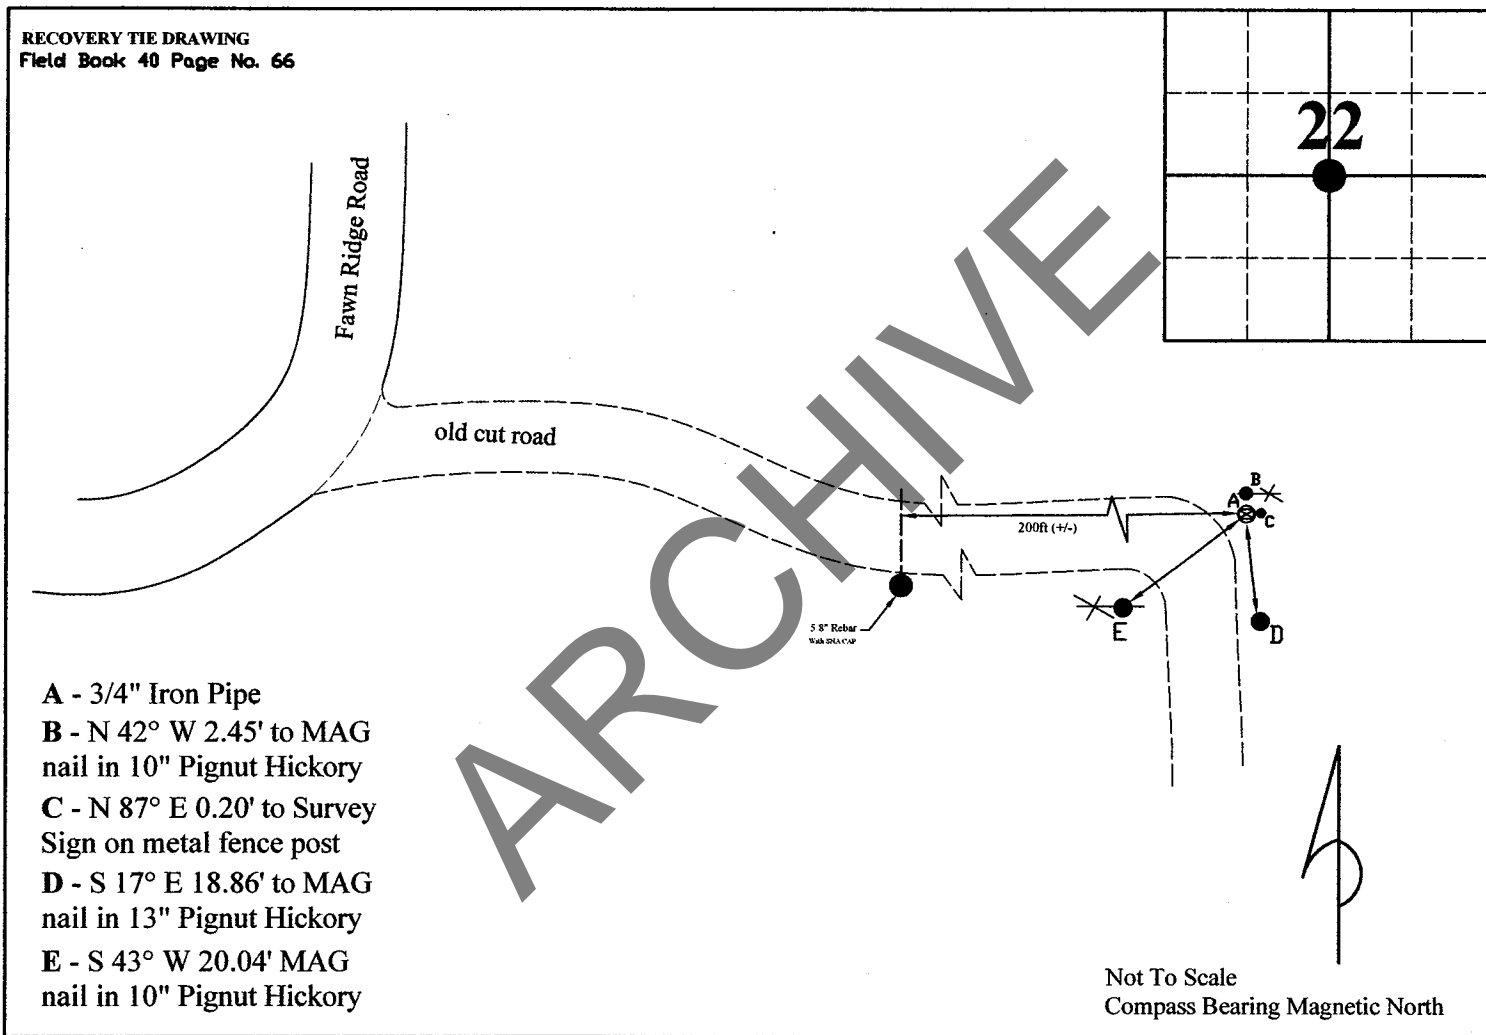 RECOVERY TIE DRAWING
Field Book 40 Page No. 66
22
Fawn Ridge Road
old cut road
B
A
C
200ft (+/-)
E
D
5 8" Rebar
With SMA CAP
ARCHIVE
A - 3/4" Iron Pipe
B - N 42° W 2.45' to MAG
nail in 10" Pignut Hickory
C - N 87° E 0.20' to Survey
Sign on metal fence post
D - S 17° E 18.86' to MAG
nail in 13" Pignut Hickory
E - S 43° W 20.04' MAG
nail in 10" Pignut Hickory
Not To Scale
Compass Bearing Magnetic North